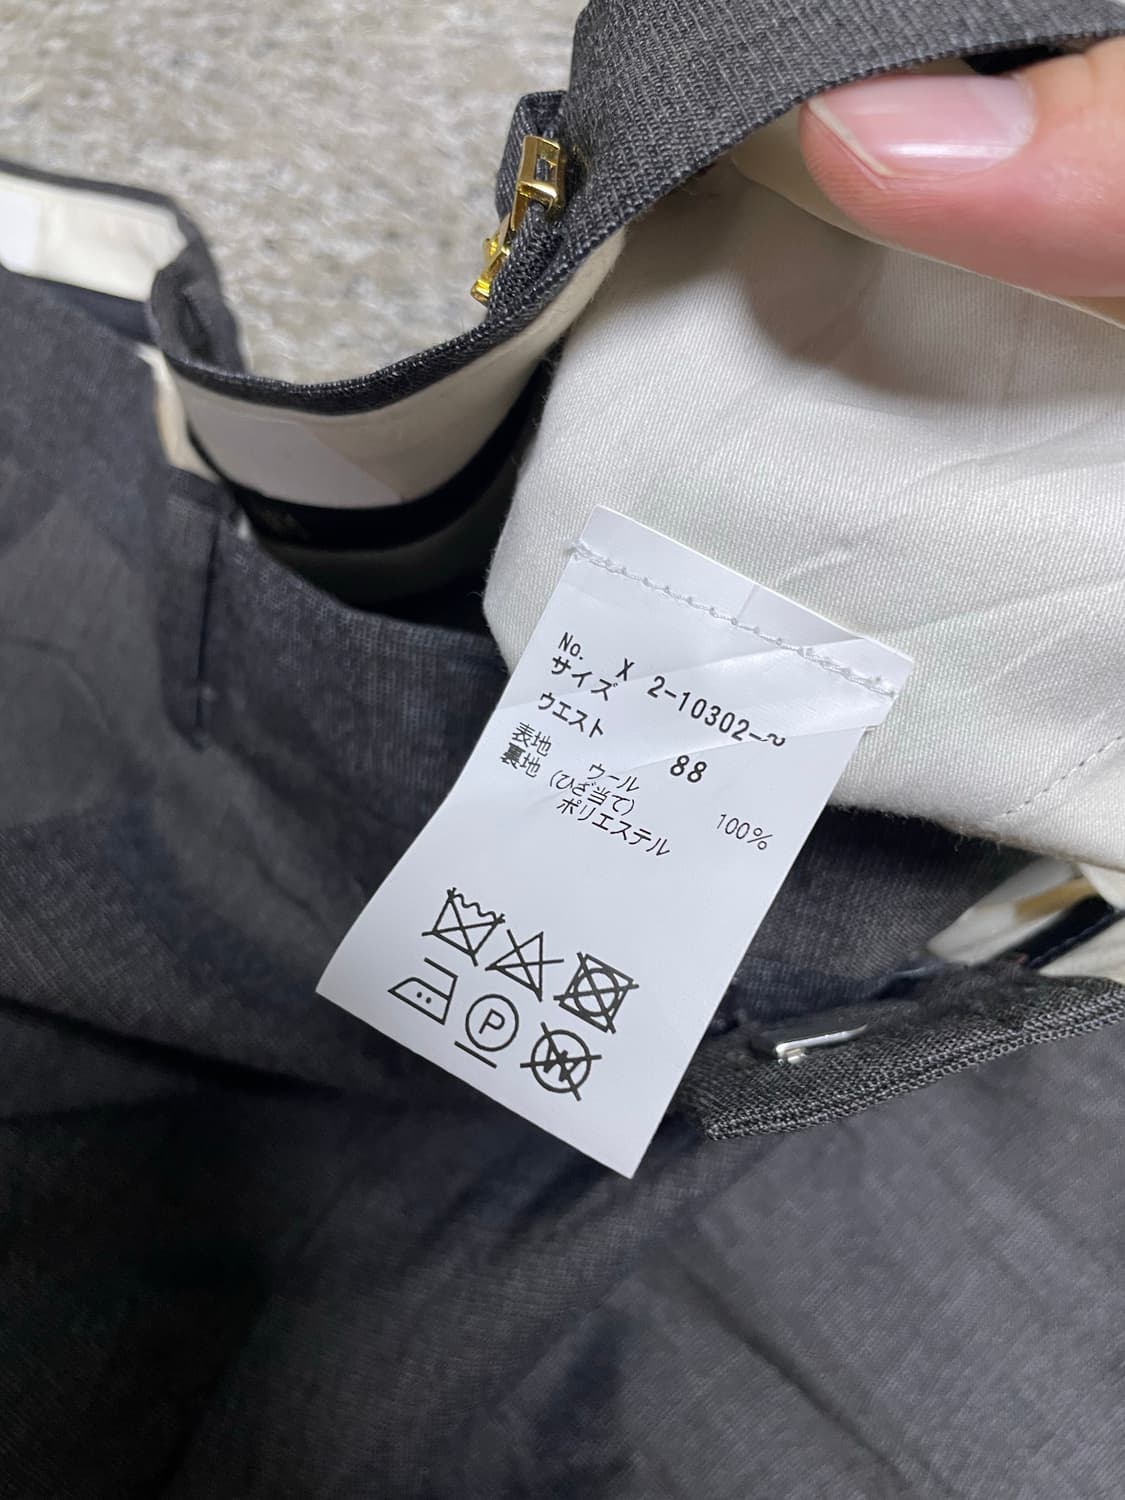 No. X 2-10302-~
サイズ
ウエスト 88
表地 ウール 100%
裏地 (ひざ当て)
ポリエステル
P
W